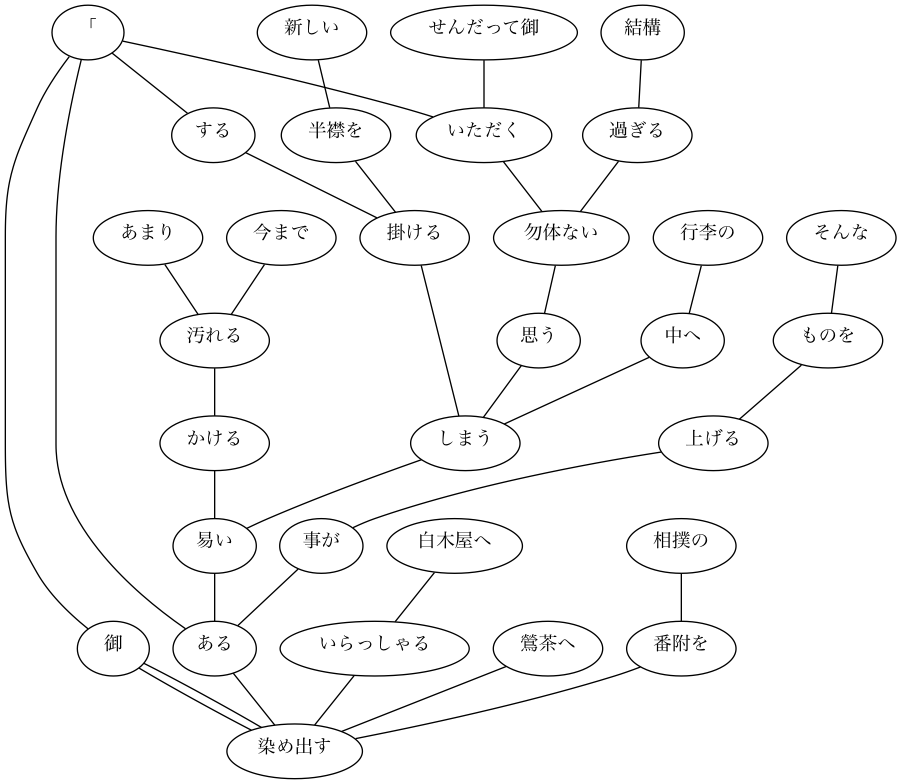 「
新しい
せんだって御
結構
する
半襟を
いただく
過ぎる
あまり
今まで
掛ける
勿体ない
行李の
そんな
汚れる
思う
中へ
ものを
かける
しまう
上げる
易い
事が
白木屋へ
相撲の
御
ある
いらっしゃる
鶯茶へ
番附を
染め出す